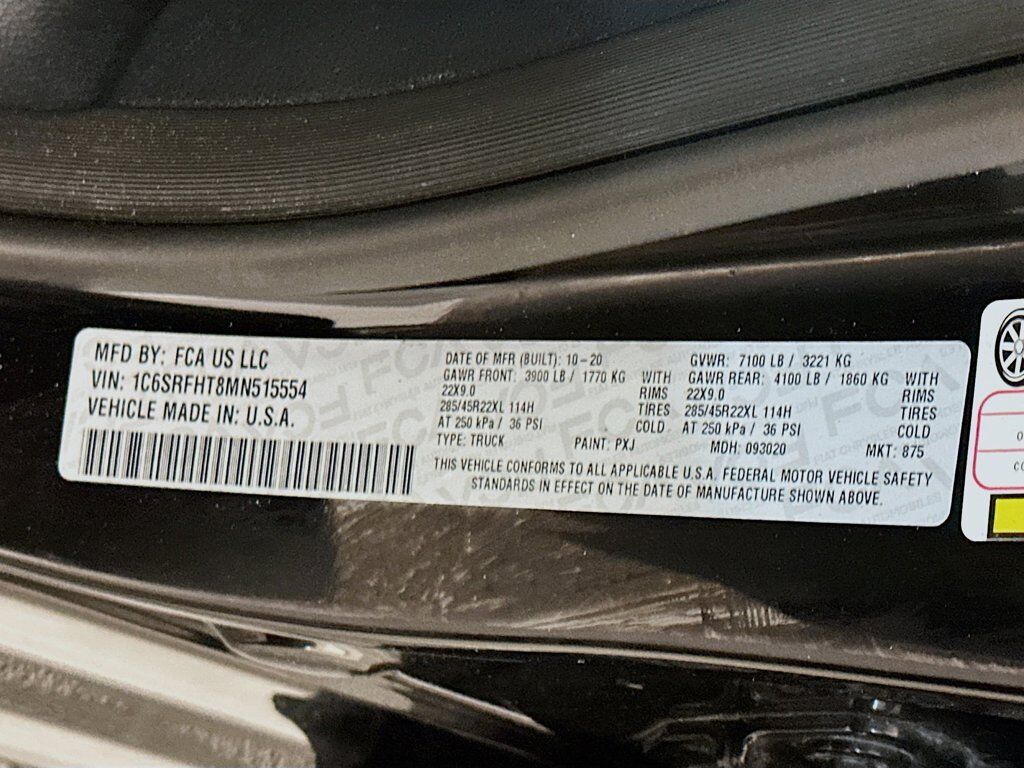 MFD BY: FCA US LLC
VIN: 1C6SRFHT8MN515554
VEHICLE MADE IN: U.S.A.
DATE OF MFR (BUILT): 10-20 GVWR: 7100 LB / 3221 KG
GAWR FRONT: 3900 LB / 1770 KG WITH GAWR REAR: 4100 LB / 1860 KG WITH
22X9.0 RIMS 22X9.0 RIMS
285/45R22XL 114H TIRES 285/45R22XL 114H TIRES
AT 250 kPa / 36 PSI COLD AT 250 kPa / 36 PSI COLD
TYPE: TRUCK PAINT: PXJ MDH: 093020 MKT: 875
THIS VEHICLE CONFORMS TO ALL APPLICABLE U.S.A. FEDERAL MOTOR VEHICLE SAFETY
STANDARDS IN EFFECT ON THE DATE OF MANUFACTURE SHOWN ABOVE.